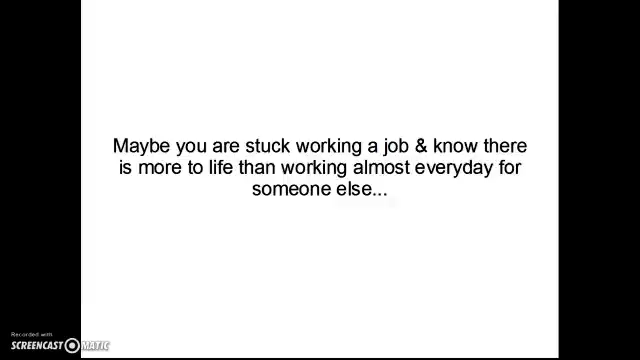 Maybe you are stuck working a job & know there
is more to life than working almost everyday for
someone else...
Recorded with
SCREENCAST MATIC